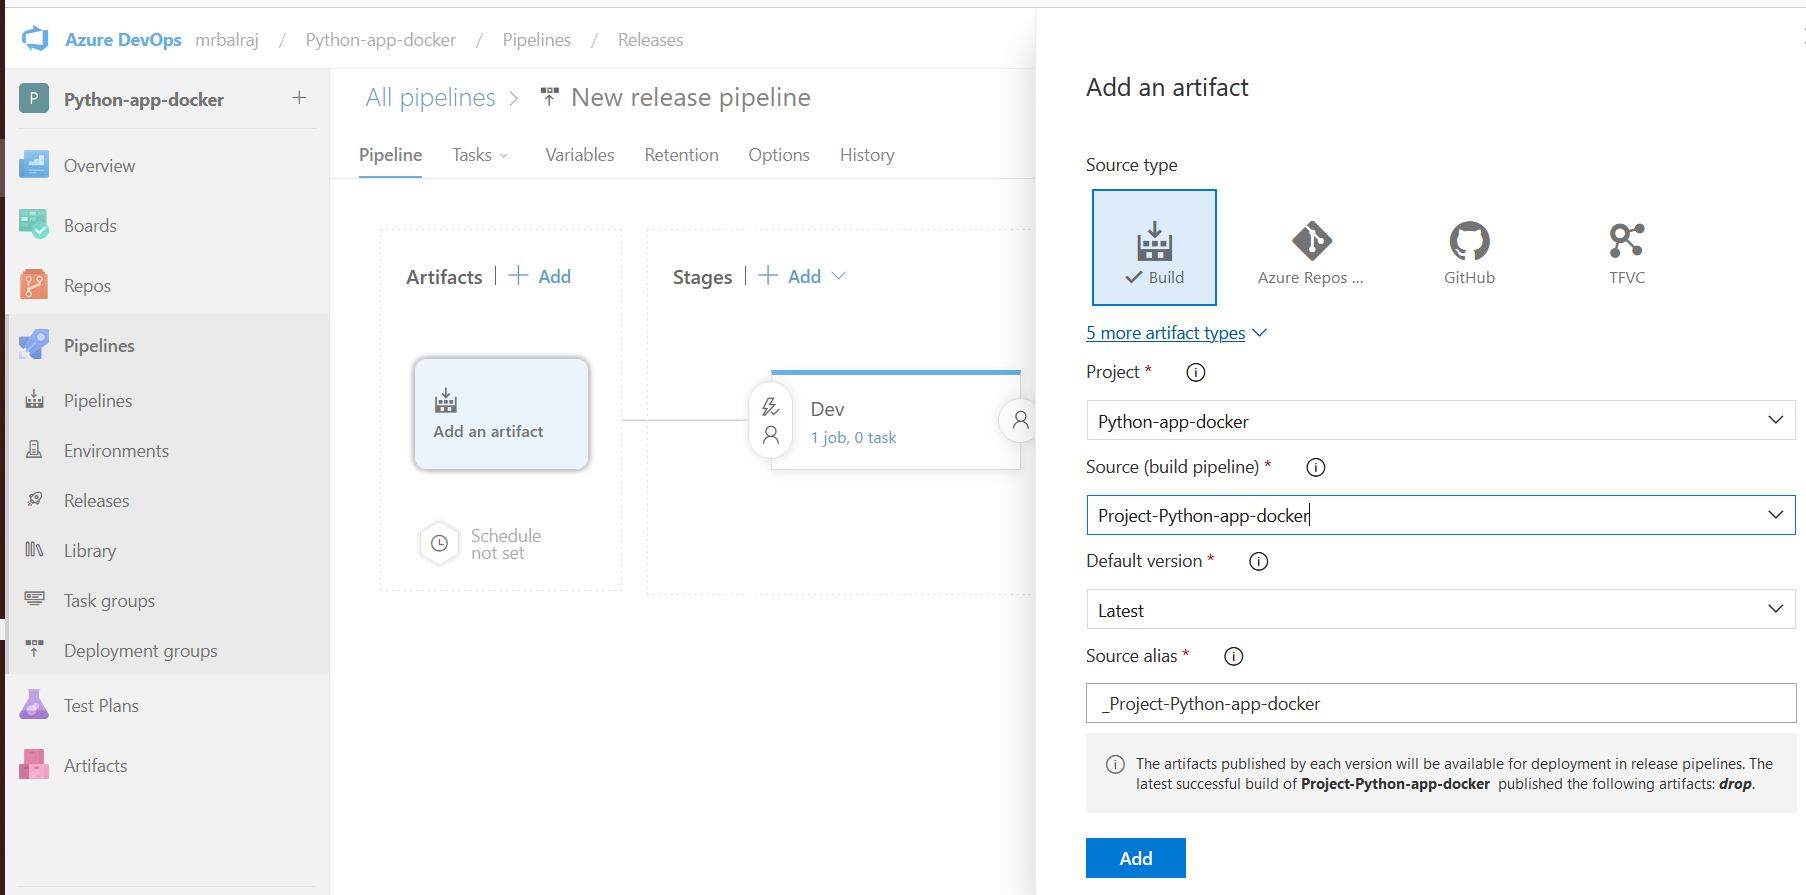 Azure DevOps mrbalraj / Python-app-docker / Pipelines / Releases
P Python-app-docker +
Overview
Boards
Repos
Pipelines
Pipelines
Environments
Releases
Library
Task groups
Deployment groups
Test Plans
Artifacts
All pipelines > New release pipeline
Pipeline Tasks Variables Retention Options History
Artifacts | + Add
Stages | + Add
Add an artifact
Schedule
not set
Dev
1 job, 0 task
Add an artifact
Source type
Build
Azure Repos ...
GitHub
TFVC
5 more artifact types
Project *
Python-app-docker
Source (build pipeline) *
Project-Python-app-docker
Default version *
Latest
Source alias *
_Project-Python-app-docker
The artifacts published by each version will be available for deployment in release pipelines. The
latest successful build of Project-Python-app-docker published the following artifacts: drop.
Add